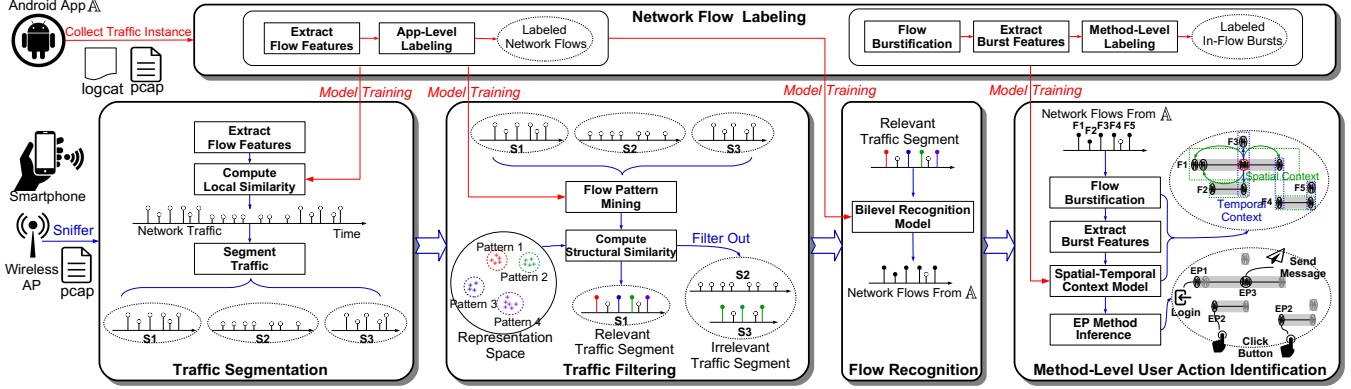 Android App 𝔸
Collect Traffic Instance
logcat
pcap
Network Flow Labeling
Extract
Flow Features
App-Level
Labeling
Labeled
Network Flows
Flow
Burstification
Extract
Burst Features
Method-Level
Labeling
Labeled
In-Flow Bursts
Model Training
Model Training
Model Training
Model Training
Smartphone
Sniffer
Wireless
AP
pcap
Extract
Flow Features
Compute
Local Similarity
Network Traffic
Time
Segment
Traffic
S1
S2
S3
Traffic Segmentation
S1
S2
S3
Flow Pattern
Mining
Compute
Structural Similarity
Filter Out
Pattern 1
Pattern 2
Pattern 3
Pattern 4
Representation
Space
S1
Relevant
Traffic Segment
S2
S3
Irrelevant
Traffic Segment
Traffic Filtering
Relevant
Traffic Segment
Bilevel Recognition
Model
Network Flows From 𝔸
Flow Recognition
Network Flows From 𝔸
F1 F2 F3 F4 F5
Flow
Burstification
Extract
Burst Features
Spatial-Temporal
Context Model
EP Method
Inference
F3
F1
Spatial Context
F2
F5
F4
Temporal
Context
Send
Message
EP1
EP3
Login
EP2
EP2
Click
Button
Method-Level User Action Identification